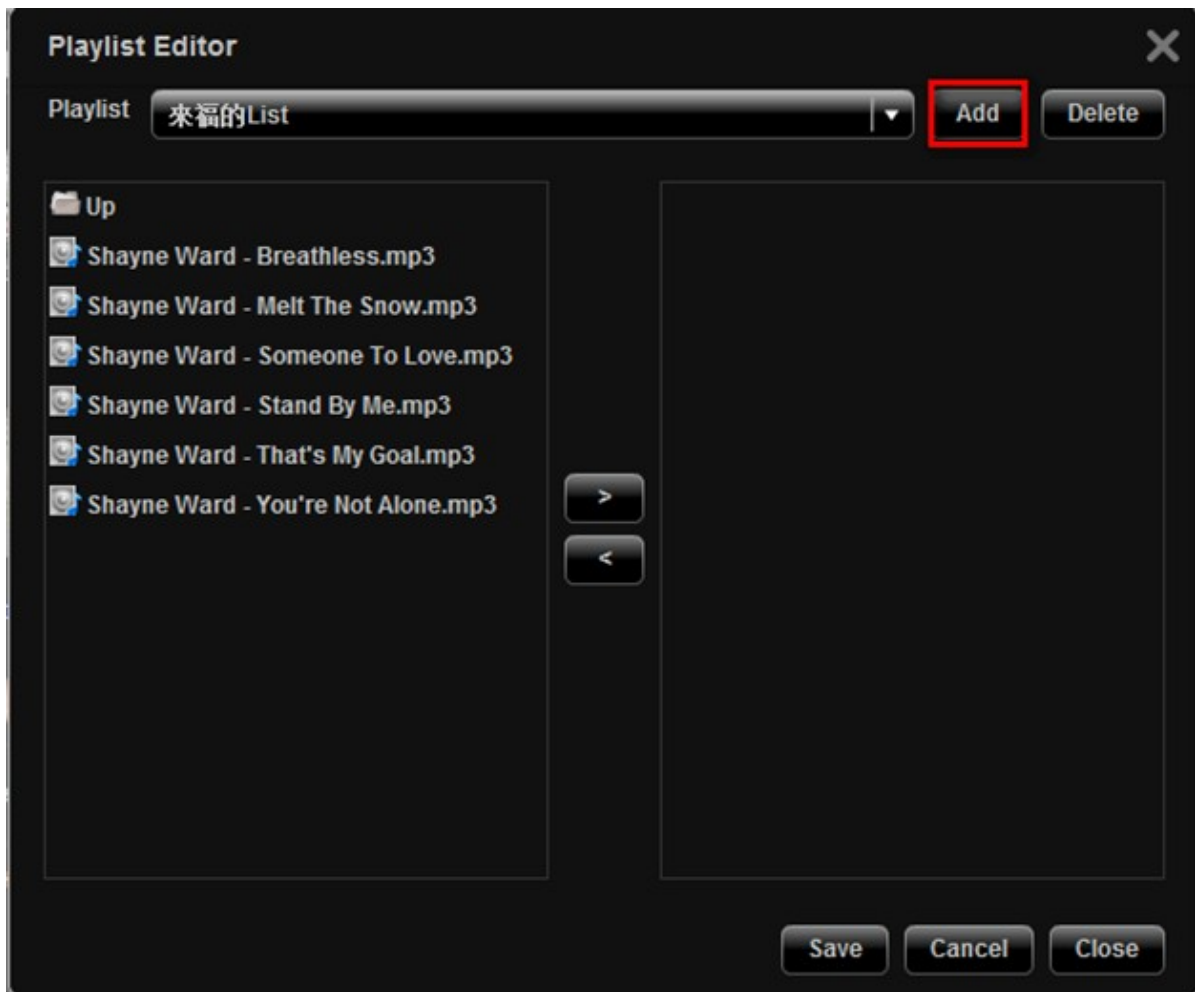 Playlist Editor
Playlist 來福的List Add Delete
Up
Shayne Ward - Breathless.mp3
Shayne Ward - Melt The Snow.mp3
Shayne Ward - Someone To Love.mp3
Shayne Ward - Stand By Me.mp3
Shayne Ward - That's My Goal.mp3
Shayne Ward - You're Not Alone.mp3
>
<
Save Cancel Close